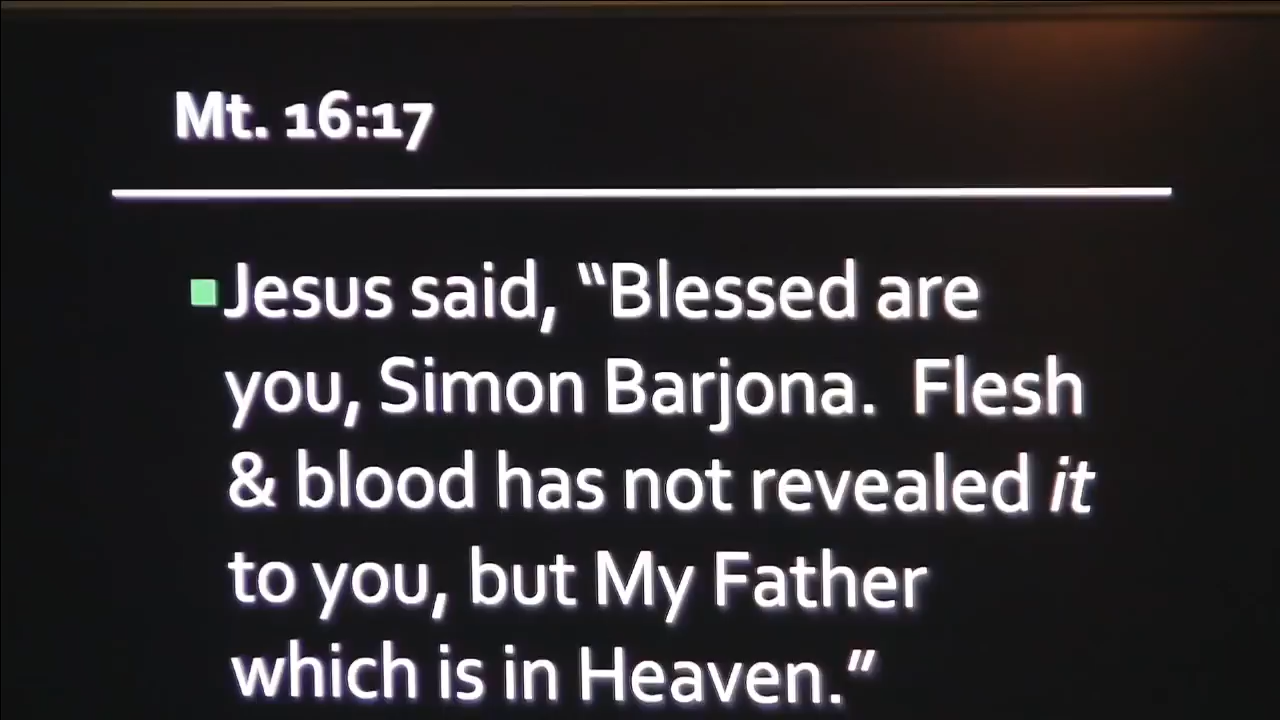 Mt. 16:17
Jesus said, “Blessed are
you, Simon Barjona.  Flesh
& blood has not revealed it
to you, but My Father
which is in Heaven.”